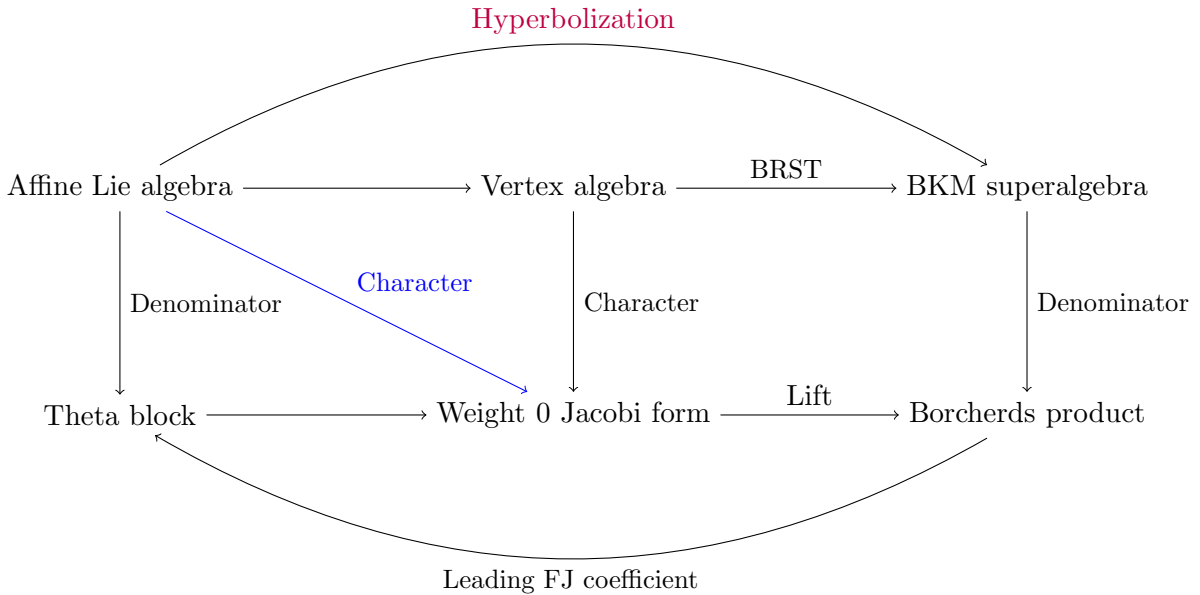 Hyperbolization
Affine Lie algebra
Vertex algebra
BRST
BKM superalgebra
Character
Denominator
Character
Denominator
Theta block
Weight 0 Jacobi form
Lift
Borcherds product
Leading FJ coefficient